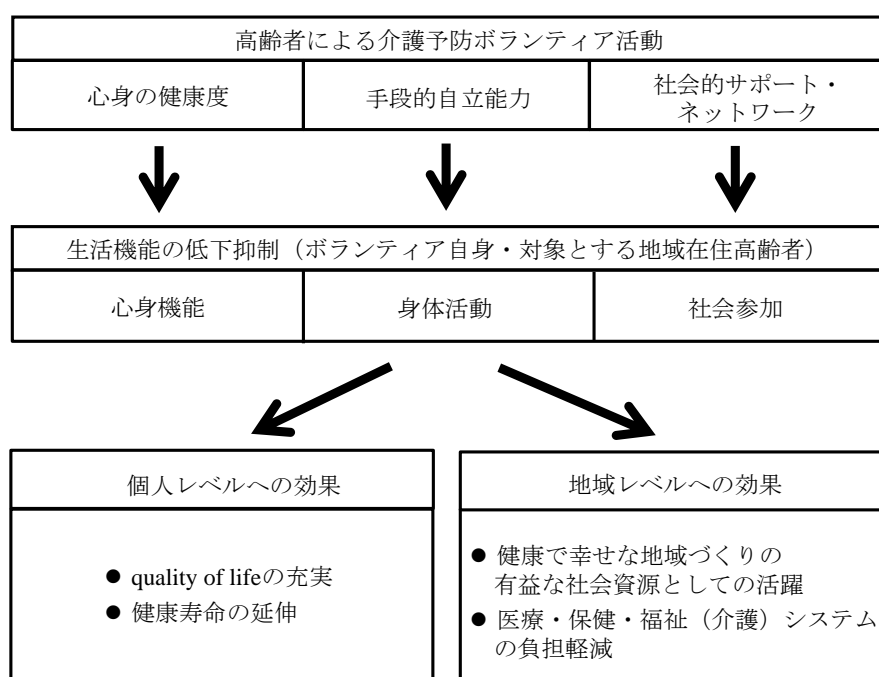 高齢者による介護予防ボランティア活動
心身の健康度
手段的自立能力
社会的サポート・
ネットワーク
生活機能の低下抑制（ボランティア自身・対象とする地域在住高齢者）
心身機能
身体活動
社会参加
個人レベルへの効果
● quality of lifeの充実
● 健康寿命の延伸
地域レベルへの効果
● 健康で幸せな地域づくりの
有益な社会資源としての活躍
● 医療・保健・福祉（介護）システム
の負担軽減